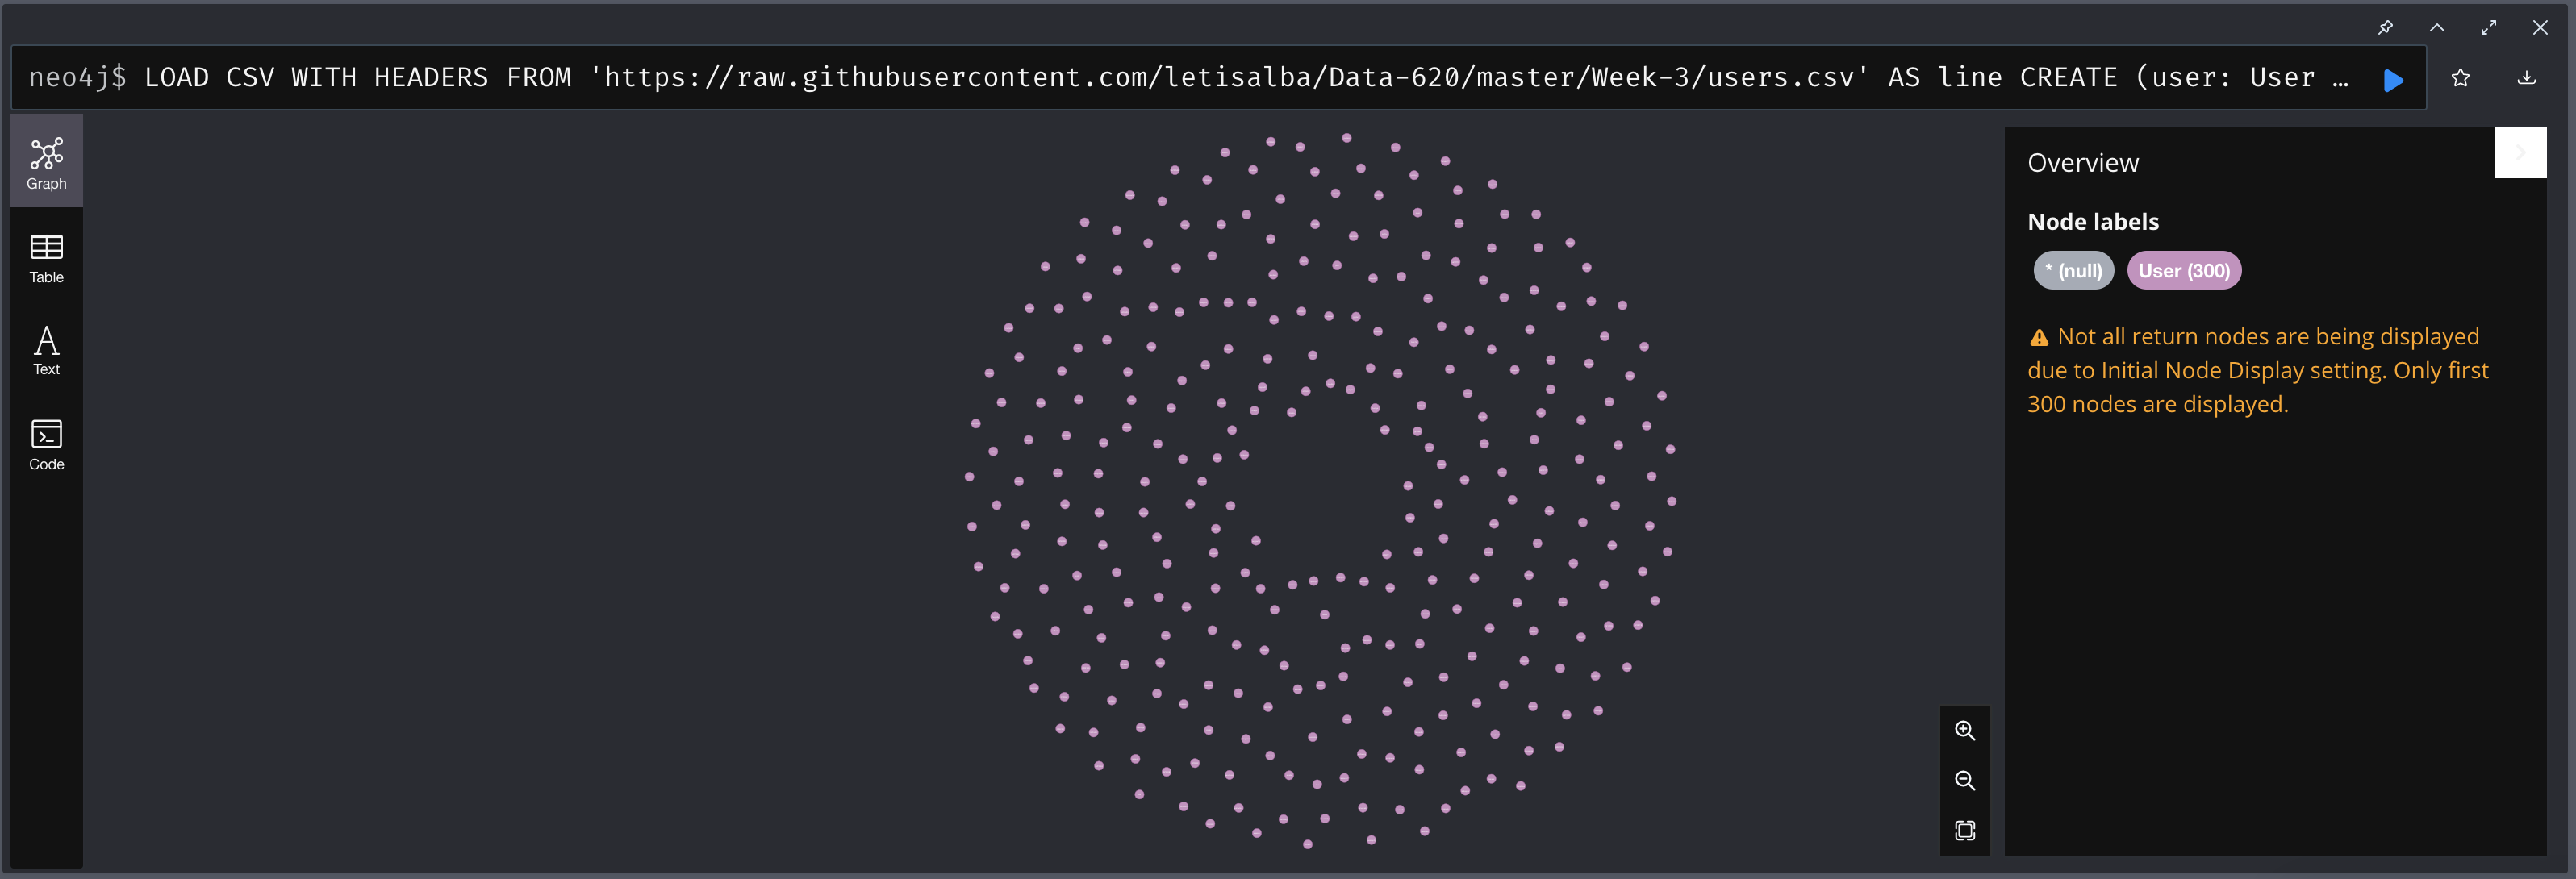 neo4j$ LOAD CSV WITH HEADERS FROM 'https://raw.githubusercontent.com/letisalba/Data-620/master/Week-3/users.csv' AS line CREATE (user: User …
Graph
Table
Text
Code
Overview
Node labels
* (null) User (300)
Not all return nodes are being displayed
due to Initial Node Display setting. Only first
300 nodes are displayed.